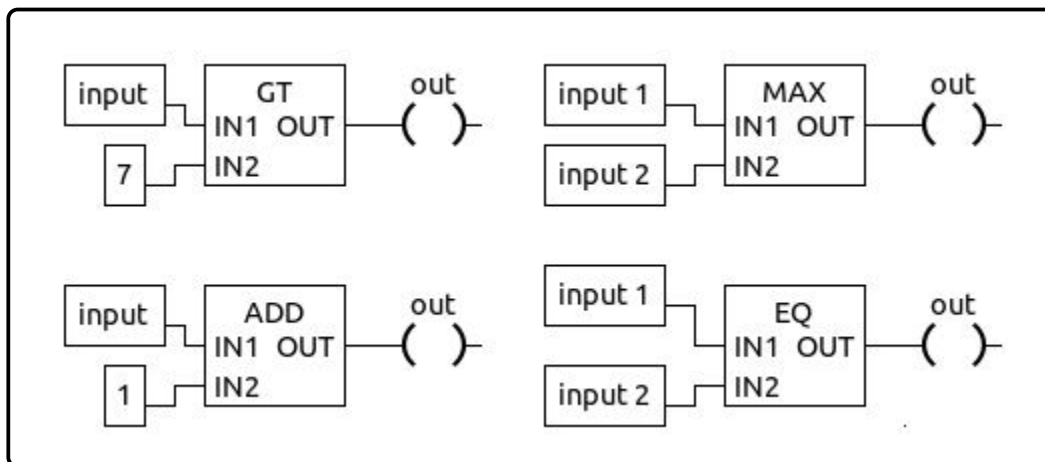 input
GT
out
IN1 OUT
7
IN2
input 1
MAX
out
IN1 OUT
input 2
IN2
input
ADD
out
IN1 OUT
1
IN2
input 1
EQ
out
IN1 OUT
input 2
IN2